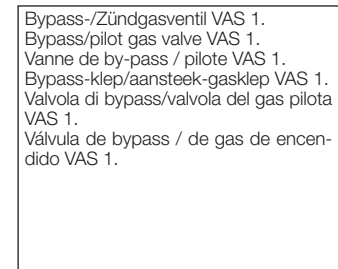 Bypass-/Zündgasventil VAS 1.
Bypass/pilot gas valve VAS 1.
Vanne de by-pass / pilote VAS 1.
Bypass-klep/aansteek-gasklep VAS 1.
Valvola di bypass/valvola del gas pilota
VAS 1.
Válvula de bypass / de gas de encen-
dido VAS 1.